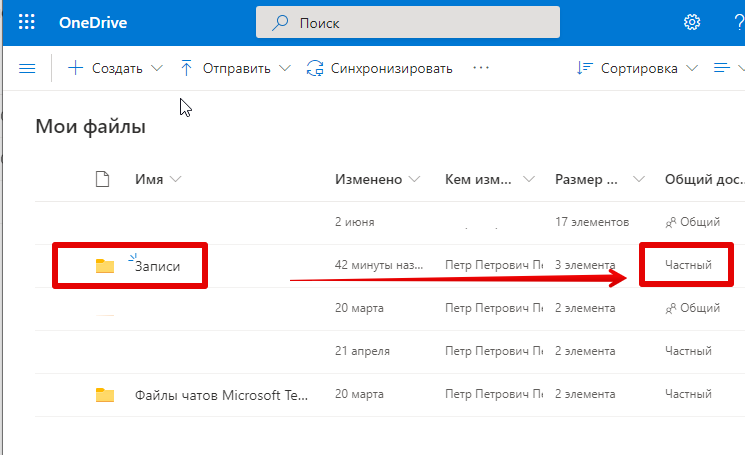 OneDrive Поиск
Создать Отправить Синхронизировать ··· Сортировка
Мои файлы
Имя Изменено Кем изм... Размер ... Общий дос...
2 июня 17 элементов Общий
Записи 42 минуты наз... Петр Петрович П 3 элемента Частный
20 марта Петр Петрович П 2 элемента Общий
21 апреля Петр Петрович П 2 элемента Частный
Файлы чатов Microsoft Te... 20 марта Петр Петрович П 2 элемента Частный